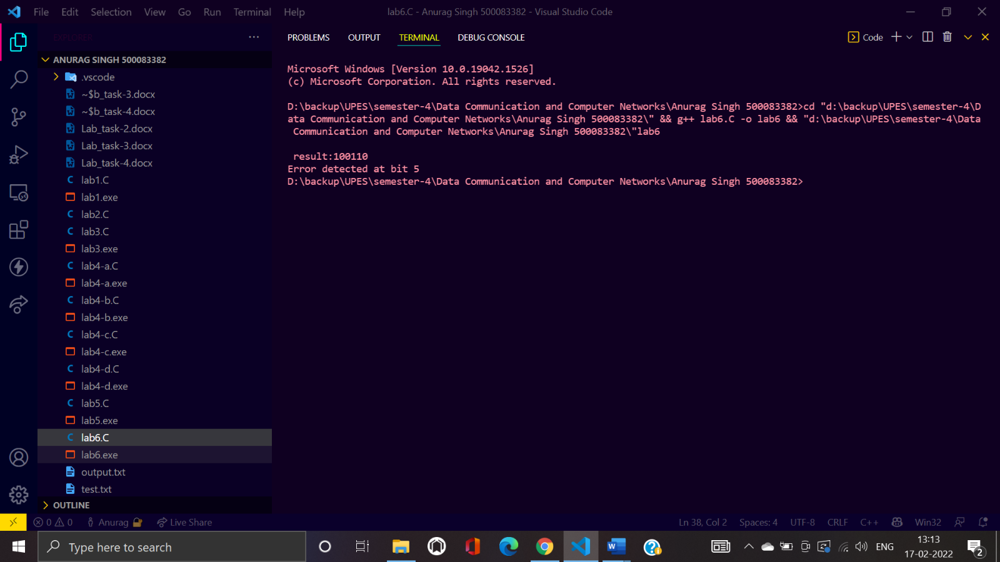 File Edit Selection View Go Run Terminal Help
lab6.C - Anurag Singh 500083382 - Visual Studio Code
EXPLORER
ANURAG SINGH 500083382
.vscode
~$b_task-3.docx
~$b_task-4.docx
Lab_task-2.docx
Lab_task-3.docx
Lab_task-4.docx
lab1.C
lab1.exe
lab2.C
lab3.C
lab3.exe
lab4-a.C
lab4-a.exe
lab4-b.C
lab4-b.exe
lab4-c.C
lab4-c.exe
lab4-d.C
lab4-d.exe
lab5.C
lab5.exe
lab6.C
lab6.exe
output.txt
test.txt
OUTLINE
PROBLEMS OUTPUT TERMINAL DEBUG CONSOLE
Code
Microsoft Windows [Version 10.0.19042.1526]
(c) Microsoft Corporation. All rights reserved.
D:\backup\UPES\semester-4\Data Communication and Computer Networks\Anurag Singh 500083382>cd "d:\backup\UPES\semester-4\D
ata Communication and Computer Networks\Anurag Singh 500083382\" && g++ lab6.C -o lab6 && "d:\backup\UPES\semester-4\Data
Communication and Computer Networks\Anurag Singh 500083382\"lab6
result:100110
Error detected at bit 5
D:\backup\UPES\semester-4\Data Communication and Computer Networks\Anurag Singh 500083382>
0 0 Anurag Live Share
Ln 38, Col 2 Spaces: 4 UTF-8 CRLF C++ Win32
Type here to search
ENG
13:13
17-02-2022
2